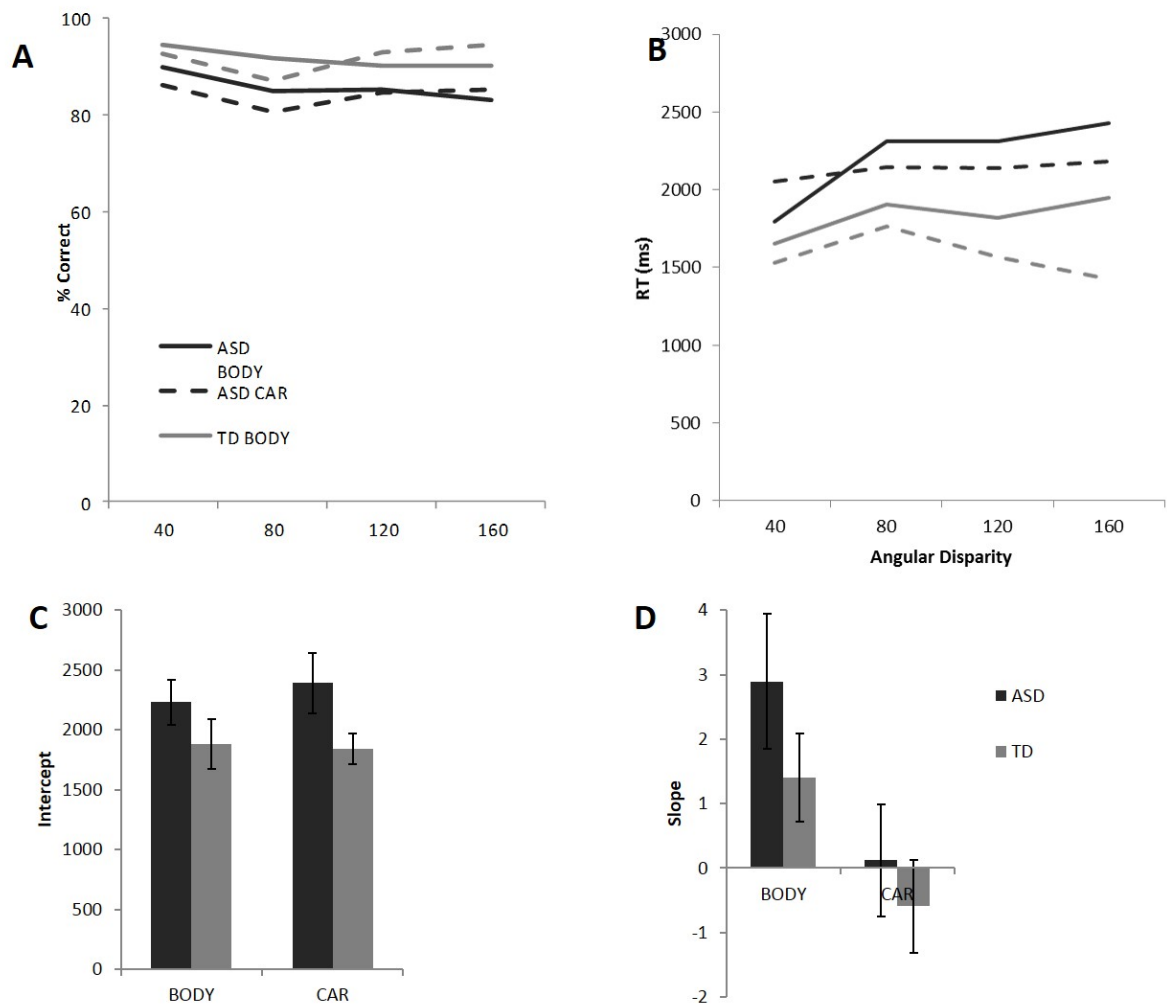 A
% Correct
100
80
60
40
20
0
ASD
BODY
ASD CAR
TD BODY
40 80 120 160
B
RT (ms)
3000
2500
2000
1500
1000
500
0
40 80 120 160
Angular Disparity
C
Intercept
3000
2500
2000
1500
1000
500
0
BODY CAR
D
Slope
4
3
2
1
0
-1
-2
BODY CAR
ASD
TD